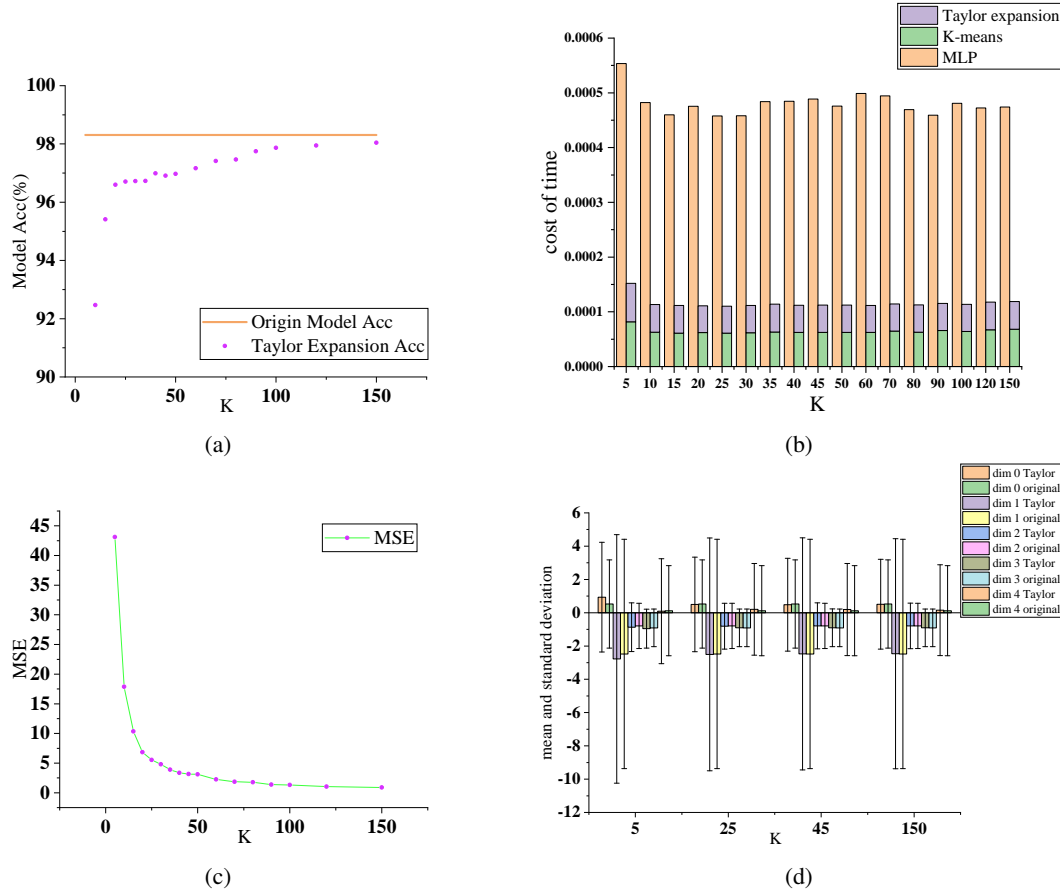 100
98
96
94
92
90
Model Acc(%)
Origin Model Acc
Taylor Expansion Acc
0 50 100 150
K
(a)
Taylor expansion
K-means
MLP
0.0006
0.0005
0.0004
0.0003
0.0002
0.0001
0.0000
cost of time
5 10 15 20 25 30 35 40 45 50 60 70 80 90 100 120 150
K
(b)
45
40
35
30
25
20
15
10
5
0
MSE
MSE
0 50 100 150
K
(c)
dim 0 Taylor
dim 0 original
dim 1 Taylor
dim 1 original
dim 2 Taylor
dim 2 original
dim 3 Taylor
dim 3 original
dim 4 Taylor
dim 4 original
6
4
2
0
-2
-4
-6
-8
-10
-12
mean and standard deviation
5 25 45 150
K
(d)